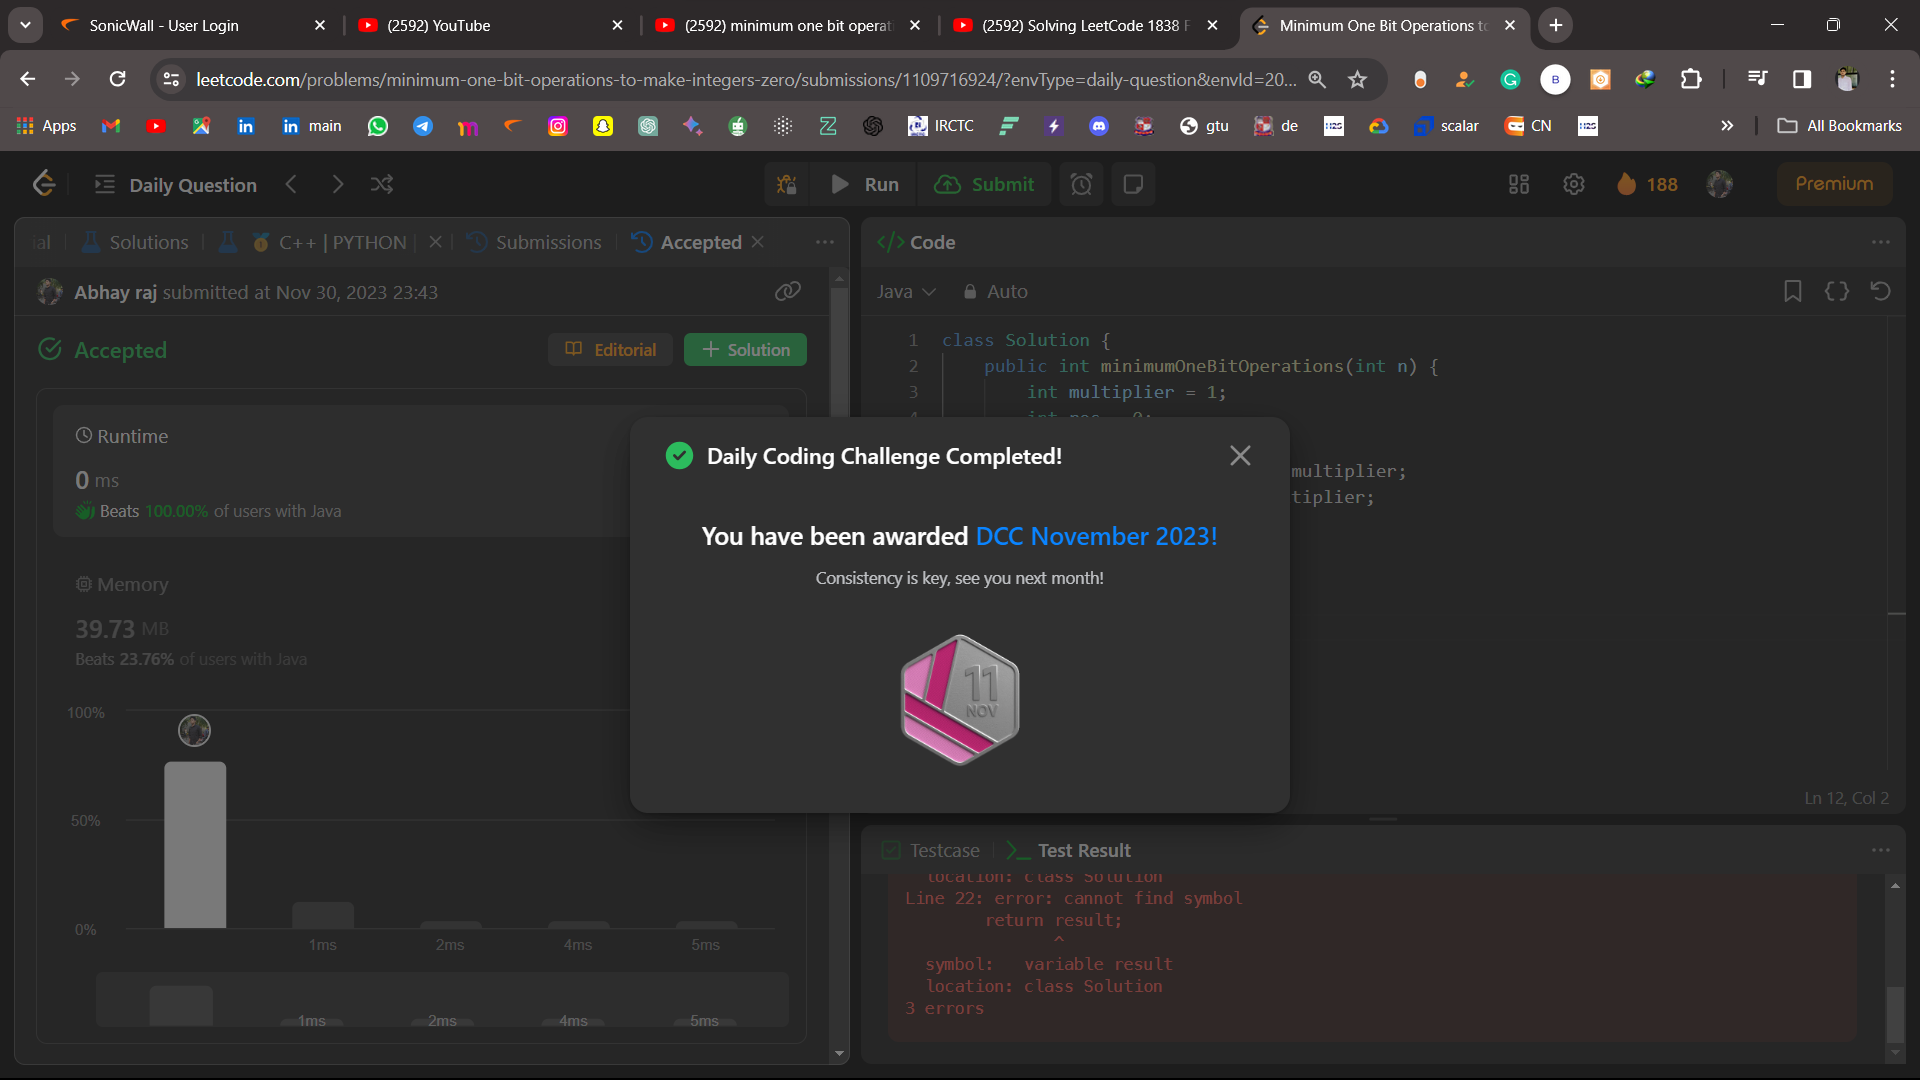 SonicWall - User Login
(2592) YouTube
(2592) minimum one bit operat
(2592) Solving LeetCode 1838 F
Minimum One Bit Operations to
leetcode.com/problems/minimum-one-bit-operations-to-make-integers-zero/submissions/1109716924/?envType=daily-question&envId=20...
B
Apps
main
IRCTC
gtu
de
scalar
CN
All Bookmarks
Daily Question
Run
Submit
188
Premium
ial
Solutions
C++ | PYTHON |
Submissions
Accepted
</> Code
Abhay raj submitted at Nov 30, 2023 23:43
Java
Auto
Accepted
Editorial
+ Solution
1 class Solution {
2 public int minimumOneBitOperations(int n) {
3 int multiplier = 1;
Runtime
0 ms
Beats 100.00% of users with Java
Memory
39.73 MB
Beats 23.76% of users with Java
100%
50%
0%
1ms
2ms
4ms
5ms
1ms
2ms
4ms
5ms
Daily Coding Challenge Completed!
You have been awarded DCC November 2023!
Consistency is key, see you next month!
11
NOV
multiplier;
tiplier;
Ln 12, Col 2
Testcase
Test Result
location: class Solution
Line 22: error: cannot find symbol
return result;
^
symbol: variable result
location: class Solution
3 errors